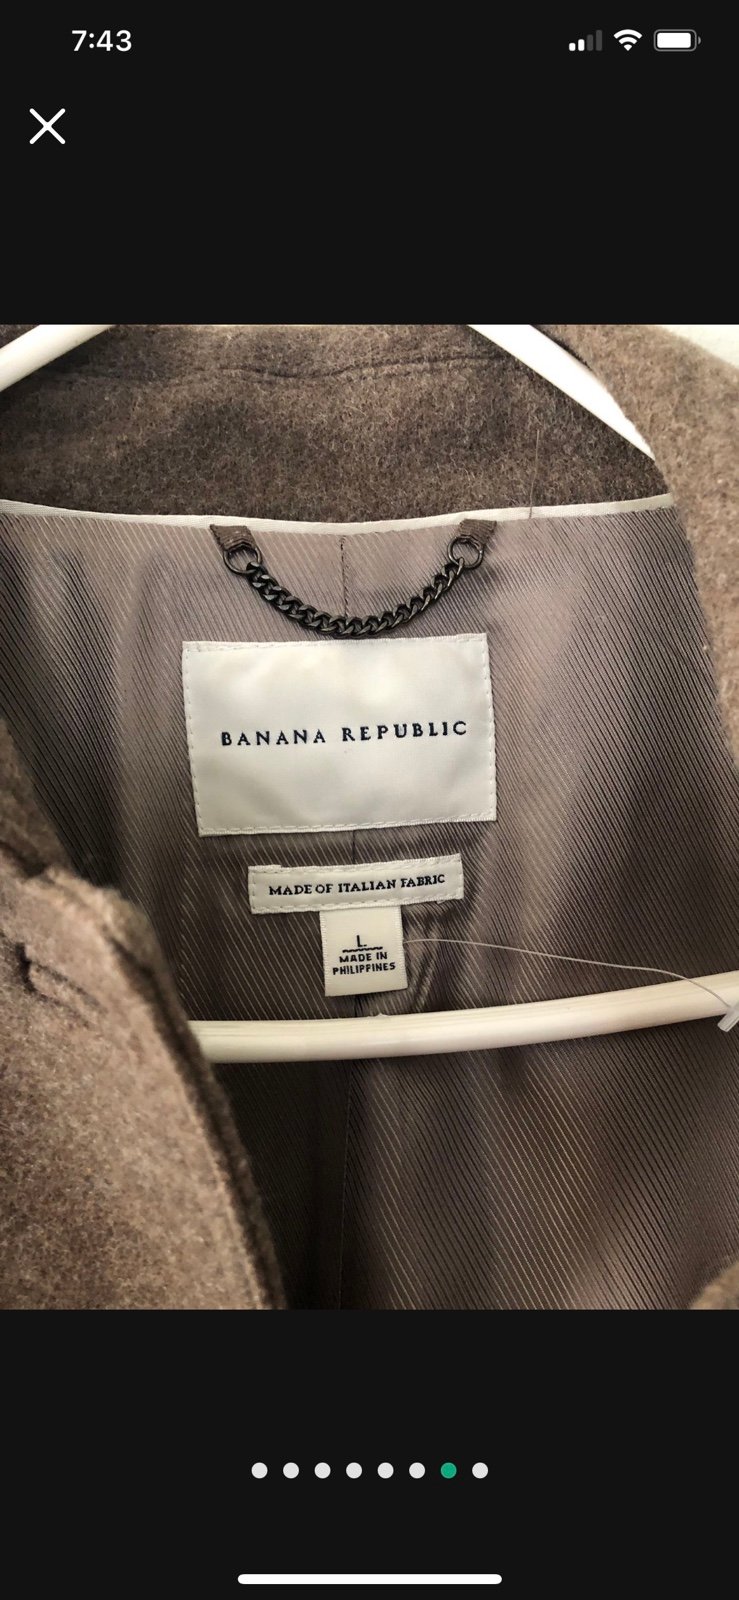 7:43
BANANA REPUBLIC
MADE OF ITALIAN FABRIC
L
MADE IN
PHILIPPINES